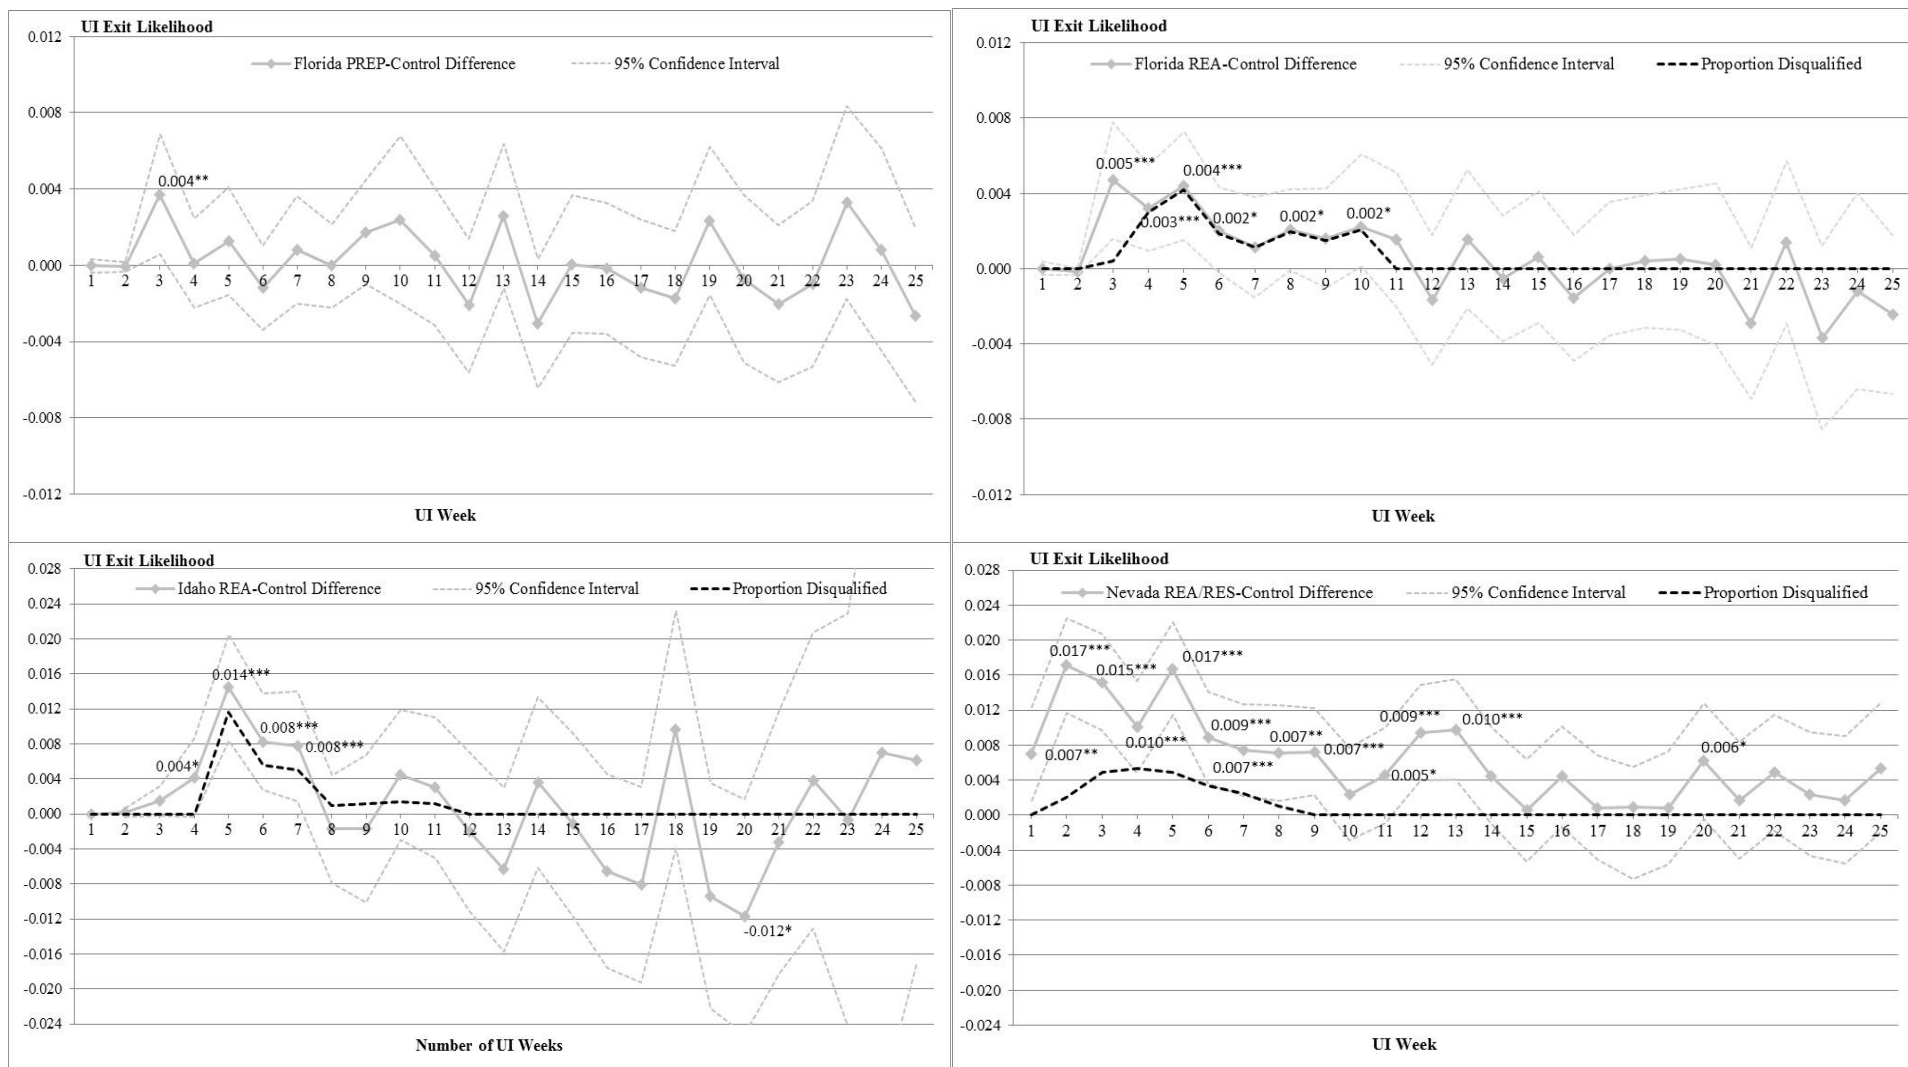 UI Exit Likelihood
Florida PREP-Control Difference 95% Confidence Interval
0.012
0.008
0.004
0.000
-0.004
-0.008
-0.012
0.004**
1 2 3 4 5 6 7 8 9 10 11 12 13 14 15 16 17 18 19 20 21 22 23 24 25
UI Week
UI Exit Likelihood
Florida REA-Control Difference 95% Confidence Interval Proportion Disqualified
0.012
0.008
0.004
0.000
-0.004
-0.008
-0.012
0.005***
0.004***
0.003*** 0.002* 0.002* 0.002*
1 2 3 4 5 6 7 8 9 10 11 12 13 14 15 16 17 18 19 20 21 22 23 24 25
UI Week
UI Exit Likelihood
Idaho REA-Control Difference 95% Confidence Interval Proportion Disqualified
0.028
0.024
0.020
0.016
0.012
0.008
0.004
0.000
-0.004
-0.008
-0.012
-0.016
-0.020
-0.024
0.014***
0.008***
0.008***
0.004*
1 2 3 4 5 6 7 8 9 10 11 12 13 14 15 16 17 18 19 20 21 22 23 24 25
-0.012*
Number of UI Weeks
UI Exit Likelihood
Nevada REA/RES-Control Difference 95% Confidence Interval Proportion Disqualified
0.028
0.024
0.020
0.016
0.012
0.008
0.004
0.000
-0.004
-0.008
-0.012
-0.016
-0.020
-0.024
0.017*** 0.017***
0.015***
0.009*** 0.009*** 0.010***
0.007** 0.010*** 0.007** 0.007*** 0.006*
0.007*** 0.005*
1 2 3 4 5 6 7 8 9 10 11 12 13 14 15 16 17 18 19 20 21 22 23 24 25
UI Week